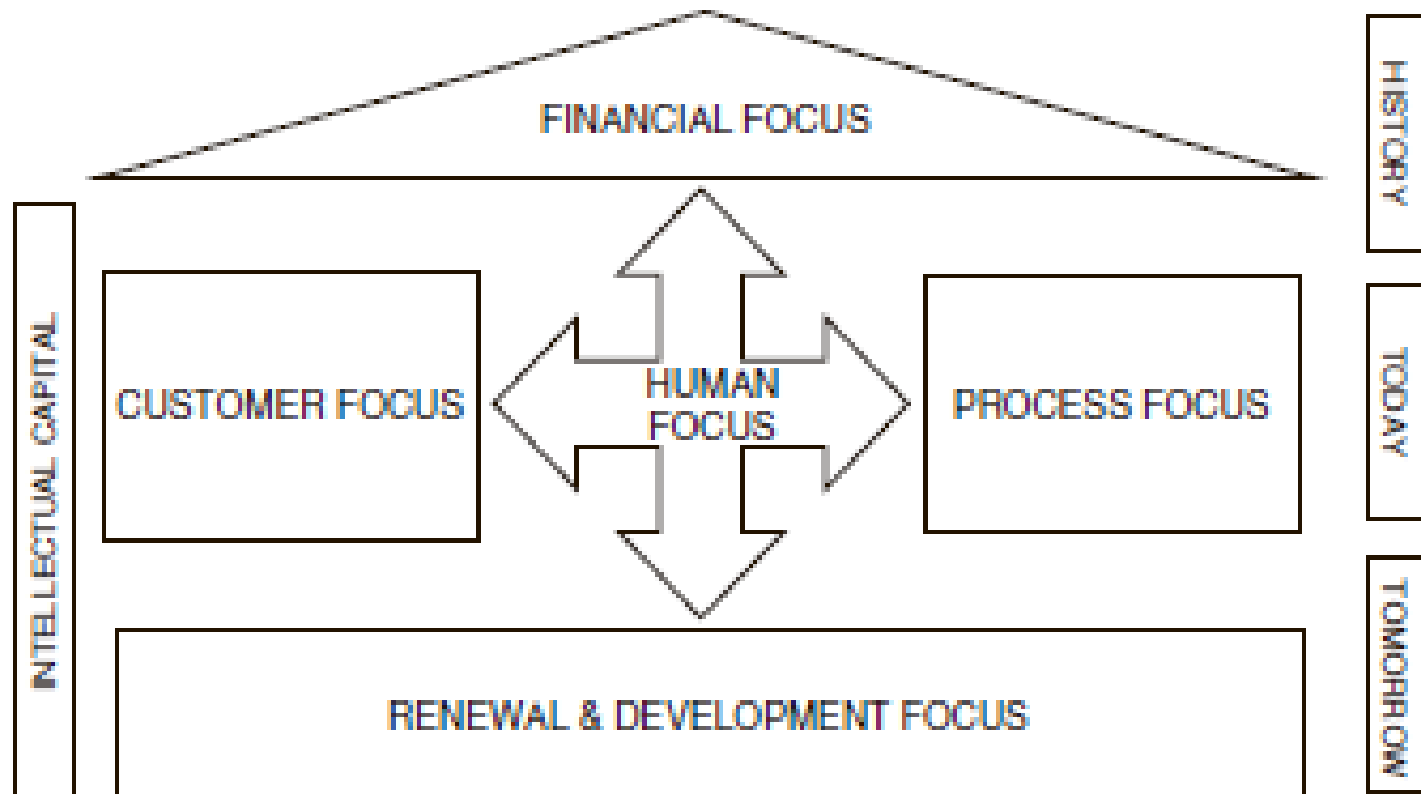 FINANCIAL FOCUS
HISTORY
INTELLECTUAL CAPITAL
CUSTOMER FOCUS
HUMAN
FOCUS
PROCESS FOCUS
TODAY
RENEWAL & DEVELOPMENT FOCUS
TOMORROW